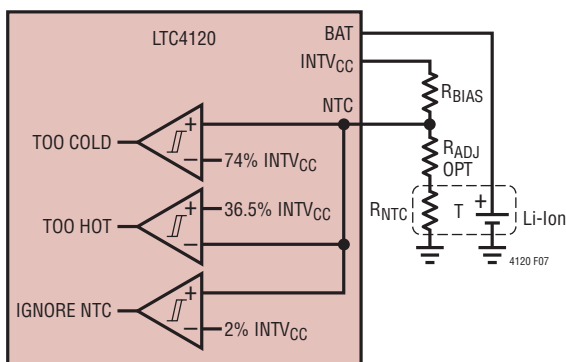 LTC4120
BAT
INTVCC
NTC
RBIAS
RADJ
OPT
TOO COLD
+
–
74% INTVCC
TOO HOT
+
–
36.5% INTVCC
RNTC
T
+
Li-Ion
4120 F07
IGNORE NTC
+
–
2% INTVCC